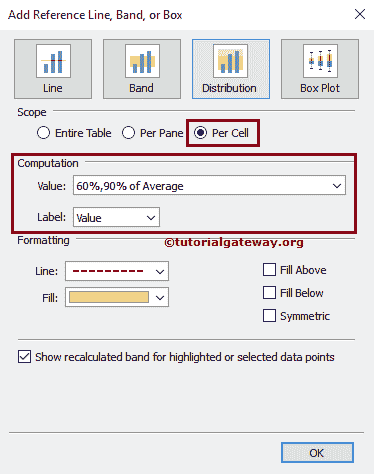 Add Reference Line, Band, or Box
Line Band Distribution Box Plot
Scope
Entire Table Per Pane Per Cell
Computation
Value: 60%,90% of Average
Label: Value
©tutorialgateway.org
Formatting
Line: Fill Above
Fill: Fill Below
Symmetric
Show recalculated band for highlighted or selected data points
OK